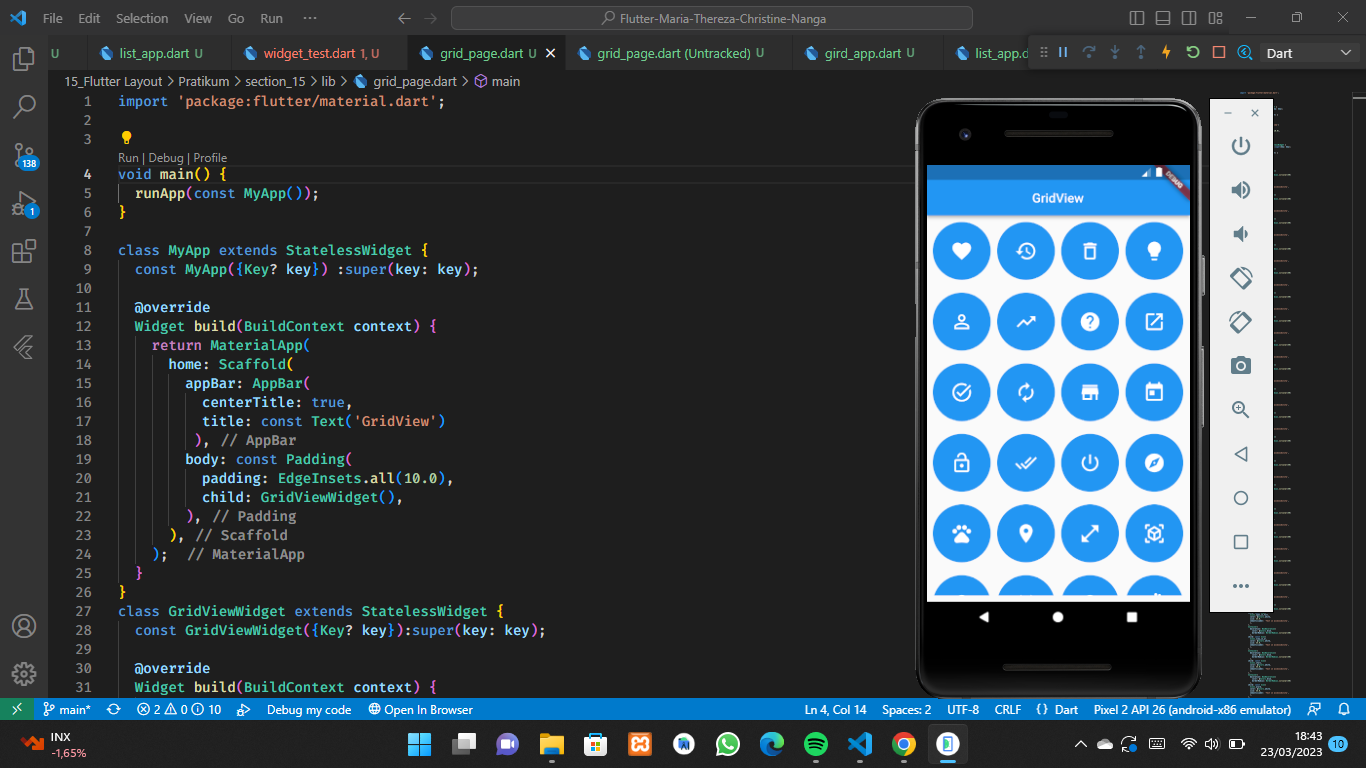 File Edit Selection View Go Run ··· Flutter-Maria-Thereza-Christine-Nanga
U list_app.dart U widget_test.dart 1, U grid_page.dart U grid_page.dart (Untracked) U gird_app.dart U list_app.d Dart
15_Flutter Layout > Pratikum > section_15 > lib > grid_page.dart > main
1 import 'package:flutter/material.dart';
2
3
Run | Debug | Profile
4 void main() {
5 runApp(const MyApp());
6 }
7
8 class MyApp extends StatelessWidget {
9 const MyApp({Key? key}) :super(key: key);
10
11 @override
12 Widget build(BuildContext context) {
13 return MaterialApp(
14 home: Scaffold(
15 appBar: AppBar(
16 centerTitle: true,
17 title: const Text('GridView')
18 ), // AppBar
19 body: const Padding(
20 padding: EdgeInsets.all(10.0),
21 child: GridViewWidget(),
22 ), // Padding
23 ), // Scaffold
24 ); // MaterialApp
25 }
26 }
27 class GridViewWidget extends StatelessWidget {
28 const GridViewWidget({Key? key}):super(key: key);
29
30 @override
31 Widget build(BuildContext context) {
138
1
DEBUG
GridView
main* 2 0 10 Debug my code Open In Browser Ln 4, Col 14 Spaces: 2 UTF-8 CRLF {} Dart Pixel 2 API 26 (android-x86 emulator)
INX
-1,65%
18:43
23/03/2023 10